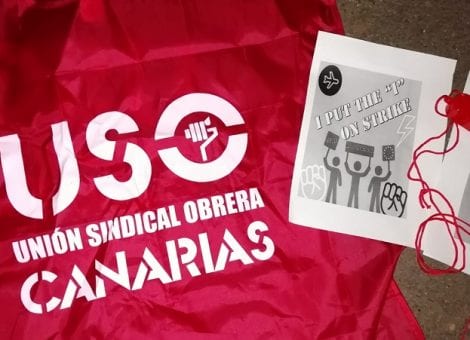 USO
UNIÓN SINDICAL OBRERA
CANARIAS
I PUT THE "I"
ON STRIKE